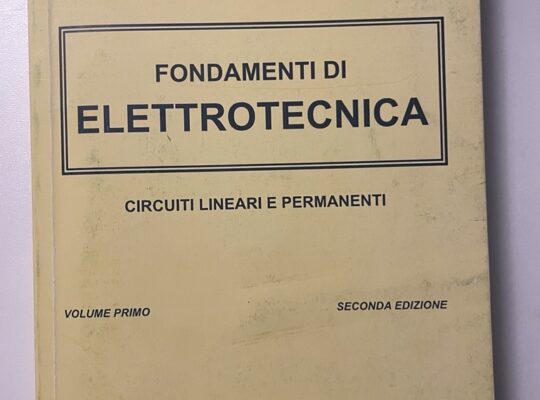 FONDAMENTI DI
ELETTROTECNICA
CIRCUITI LINEARI E PERMANENTI
VOLUME PRIMO
SECONDA EDIZIONE